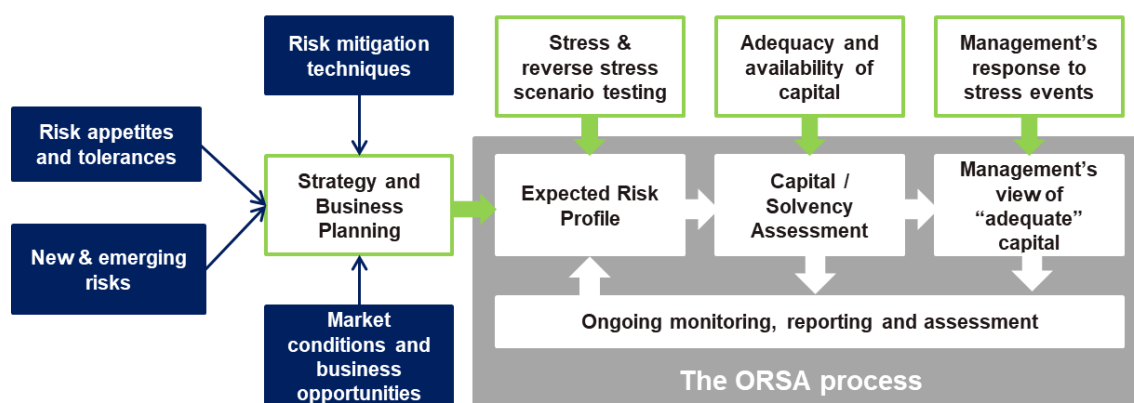 Risk mitigation
techniques
Stress &
reverse stress
scenario testing
Adequacy and
availability of
capital
Management's
response to
stress events
Risk appetites
and tolerances
Strategy and
Business
Planning
Expected Risk
Profile
Capital /
Solvency
Assessment
Management's
view of
“adequate”
capital
New & emerging
risks
Market
conditions and
business
opportunities
Ongoing monitoring, reporting and assessment
The ORSA process